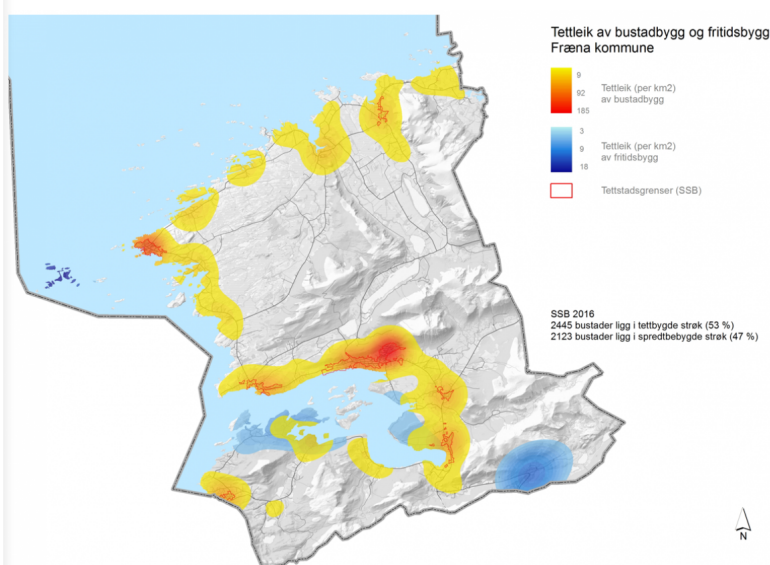 Tettleik av bustadbygg og fritidsbygg
Fræna kommune
9
92
185
Tettleik (per km2)
av bustadbygg
3
9
18
Tettleik (per km2)
av fritidsbygg
Tettstadsgrenser (SSB)
SSB 2016
2445 bustader ligg i tettbygde strøk (53 %)
2123 bustader ligg i spredtbebygde strøk (47 %)
N